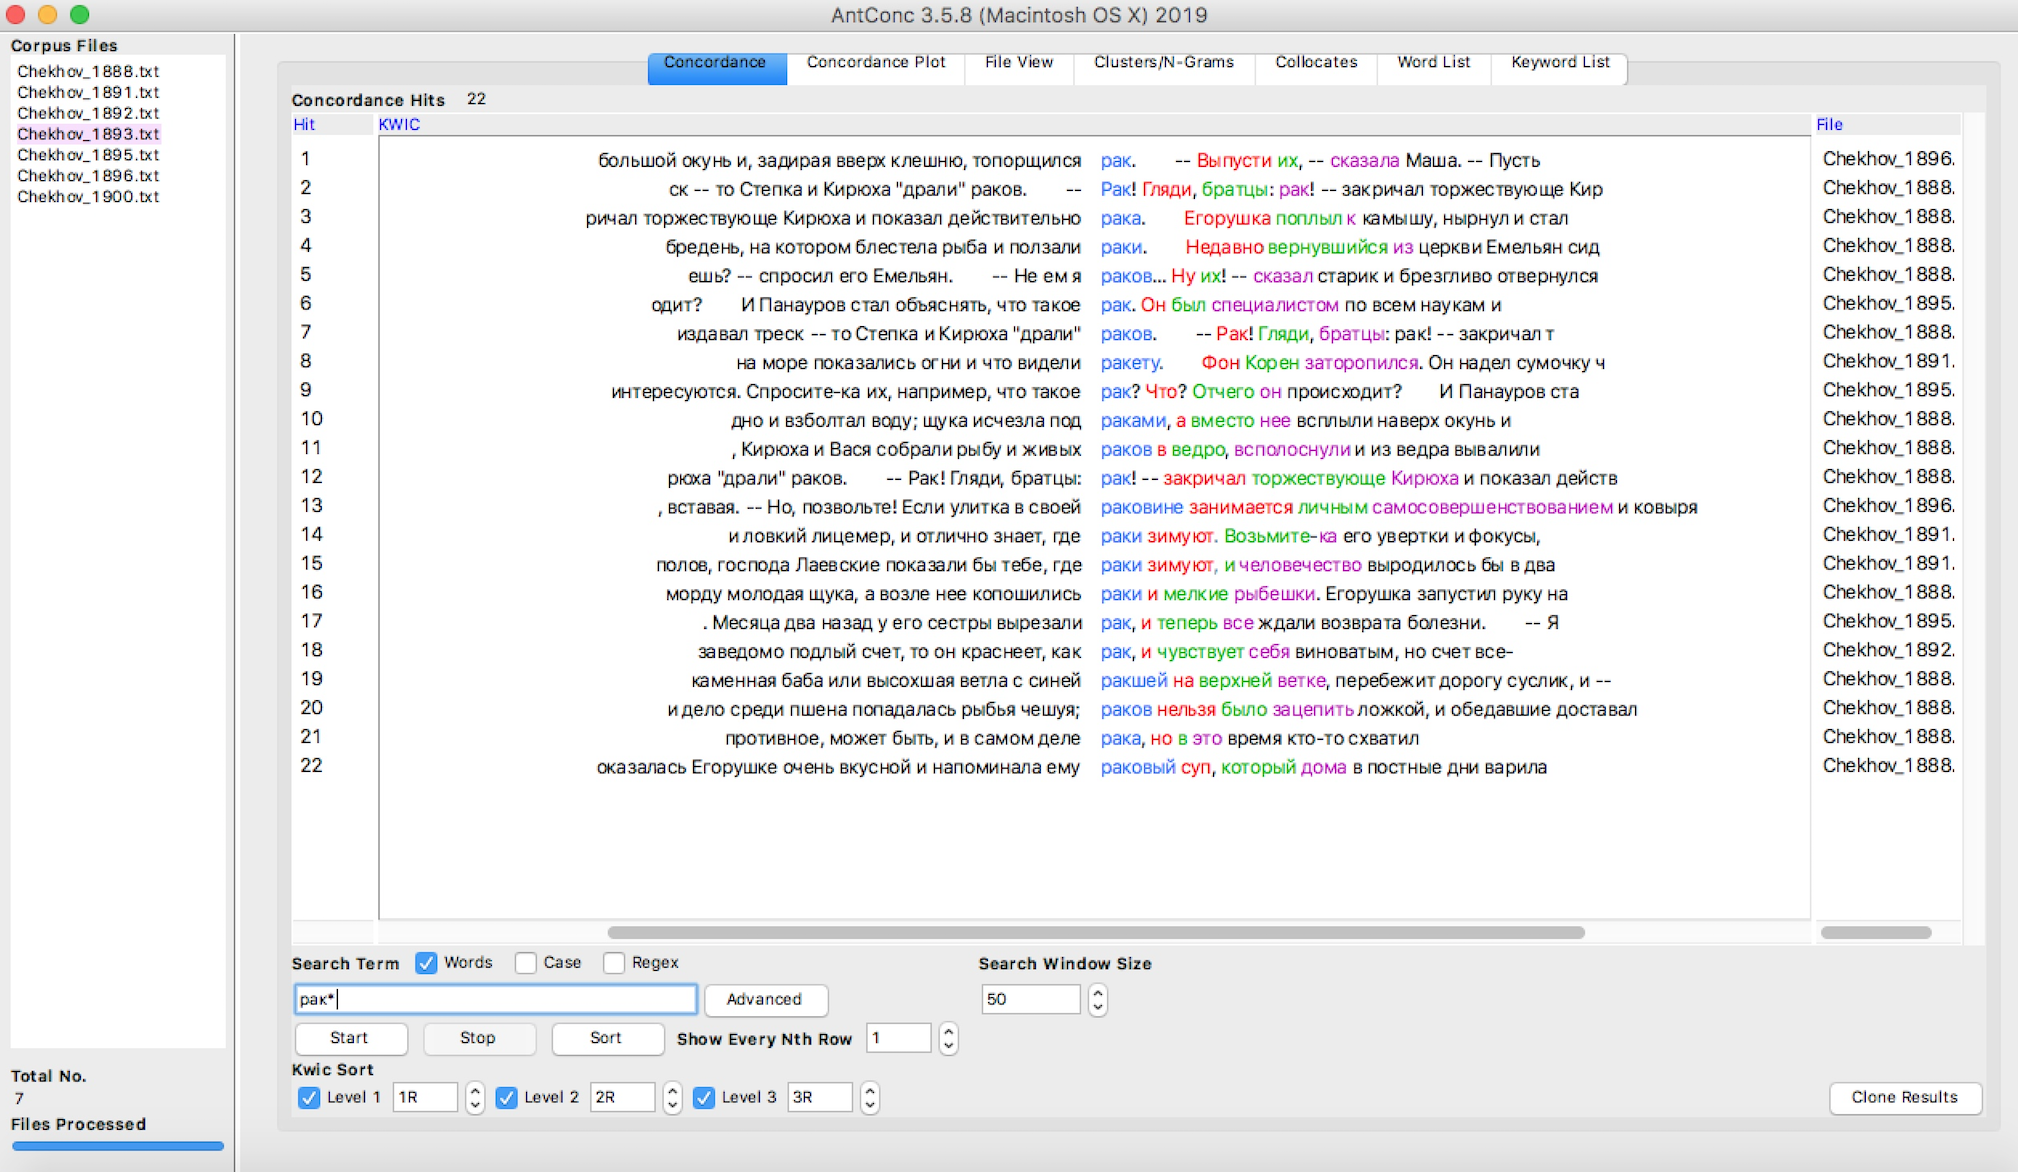 AntConc 3.5.8 (Macintosh OS X) 2019
Corpus Files
Chekhov_1888.txt
Chekhov_1891.txt
Chekhov_1892.txt
Chekhov_1893.txt
Chekhov_1895.txt
Chekhov_1896.txt
Chekhov_1900.txt
Total No.
7
Files Processed
Concordance Concordance Plot File View Clusters/N-Grams Collocates Word List Keyword List
Concordance Hits 22
Hit KWIC File
1 большой окунь и, задирая вверх клешню, топорщился рак. -- Выпусти их, -- сказала Маша. -- Пусть Chekhov_1896.
2 ск -- то Степка и Кирюха "драли" раков. -- Рак! Гляди, братцы: рак! -- закричал торжествующе Кир Chekhov_1888.
3 ричал торжествующе Кирюха и показал действительно рака. Егорушка поплыл к камышу, нырнул и стал Chekhov_1888.
4 бредень, на котором блестела рыба и ползали раки. Недавно вернувшийся из церкви Емельян сид Chekhov_1888.
5 ешь? -- спросил его Емельян. -- Не ем я раков... Ну их! -- сказал старик и брезгливо отвернулся Chekhov_1888.
6 одит? И Панауров стал объяснять, что такое рак. Он был специалистом по всем наукам и Chekhov_1895.
7 издавал треск -- то Степка и Кирюха "драли" раков. -- Рак! Гляди, братцы: рак! -- закричал т Chekhov_1888.
8 на море показались огни и что видели ракету. Фон Корен заторопился. Он надел сумочку ч Chekhov_1891.
9 интересуются. Спросите-ка их, например, что такое рак? Что? Отчего он происходит? И Панауров ста Chekhov_1895.
10 дно и взболтал воду; щука исчезла под раками, а вместо нее всплыли наверх окунь и Chekhov_1888.
11 , Кирюха и Вася собрали рыбу и живых раков в ведро, всполоснули и из ведра вывалили Chekhov_1888.
12 рюха "драли" раков. -- Рак! Гляди, братцы: рак! -- закричал торжествующе Кирюха и показал действ Chekhov_1888.
13 , вставая. -- Но, позвольте! Если улитка в своей раковине занимается личным самосовершенствованием и ковыря Chekhov_1896.
14 и ловкий лицемер, и отлично знает, где раки зимуют. Возьмите-ка его увертки и фокусы, Chekhov_1891.
15 полов, господа Лаевские показали бы тебе, где раки зимуют, и человечество выродилось бы в два Chekhov_1891.
16 морду молодая щука, а возле нее копошились раки и мелкие рыбешки. Егорушка запустил руку на Chekhov_1888.
17 . Месяца два назад у его сестры вырезали рак, и теперь все ждали возврата болезни. -- Я Chekhov_1895.
18 заведомо подлый счет, то он краснеет, как рак, и чувствует себя виноватым, но счет все- Chekhov_1892.
19 каменная баба или высохшая ветла с синей ракшей на верхней ветке, перебежит дорогу суслик, и -- Chekhov_1888.
20 и дело среди пшена попадалась рыбья чешуя; раков нельзя было зацепить ложкой, и обедавшие доставал Chekhov_1888.
21 противное, может быть, и в самом деле рака, но в это время кто-то схватил Chekhov_1888.
22 оказалась Егорушке очень вкусной и напоминала ему раковый суп, который дома в постные дни варила Chekhov_1888.
Search Term Words Case Regex Search Window Size
рак* Advanced 50
Start Stop Sort Show Every Nth Row 1
Kwic Sort
Level 1 1R Level 2 2R Level 3 3R Clone Results